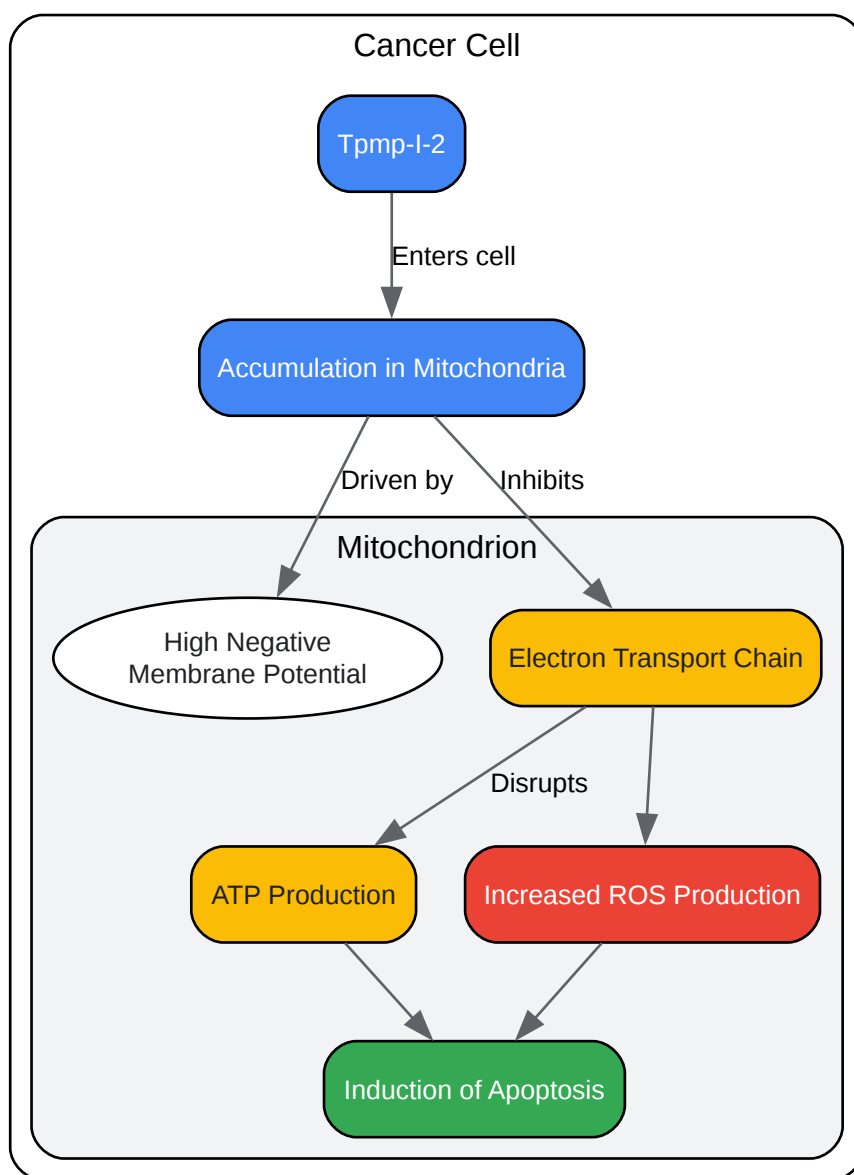 Cancer Cell
Tpmp-I-2
Enters cell
Accumulation in Mitochondria
Driven by
Inhibits
Mitochondrion
High Negative
Membrane Potential
Electron Transport Chain
Disrupts
ATP Production
Increased ROS Production
Induction of Apoptosis